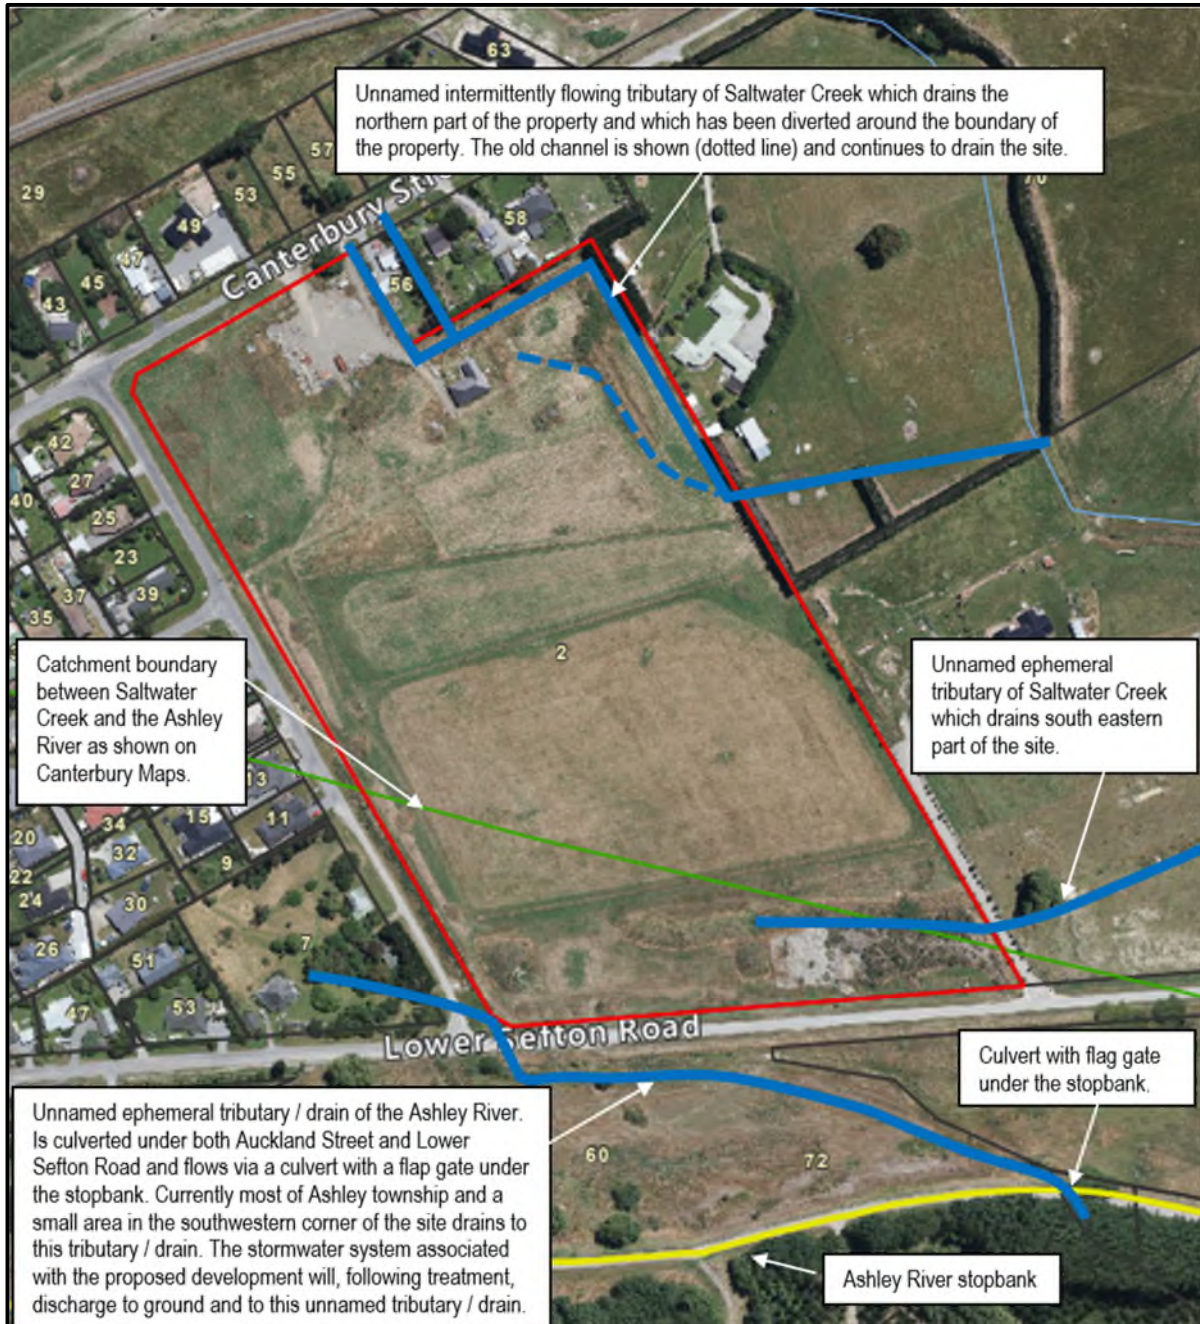 63
Unnamed intermittently flowing tributary of Saltwater Creek which drains the
northern part of the property and which has been diverted around the boundary of
the property. The old channel is shown (dotted line) and continues to drain the site.
29
57
55
53
49
47
45
43
58
56
Canterbury
42
27
40
25
23
39
37
35
2
Catchment boundary
between Saltwater
Creek and the Ashley
River as shown on
Canterbury Maps.
Unnamed ephemeral
tributary of Saltwater Creek
which drains south eastern
part of the site.
13
15
11
34
20
32
9
22
24
30
7
26
51
47
53
Lower Sefton Road
Culvert with flag gate
under the stopbank.
Unnamed ephemeral tributary / drain of the Ashley River.
Is culverted under both Auckland Street and Lower
Sefton Road and flows via a culvert with a flap gate under
the stopbank. Currently most of Ashley township and a
small area in the southwestern corner of the site drains to
this tributary / drain. The stormwater system associated
with the proposed development will, following treatment,
discharge to ground and to this unnamed tributary / drain.
60
72
Ashley River stopbank